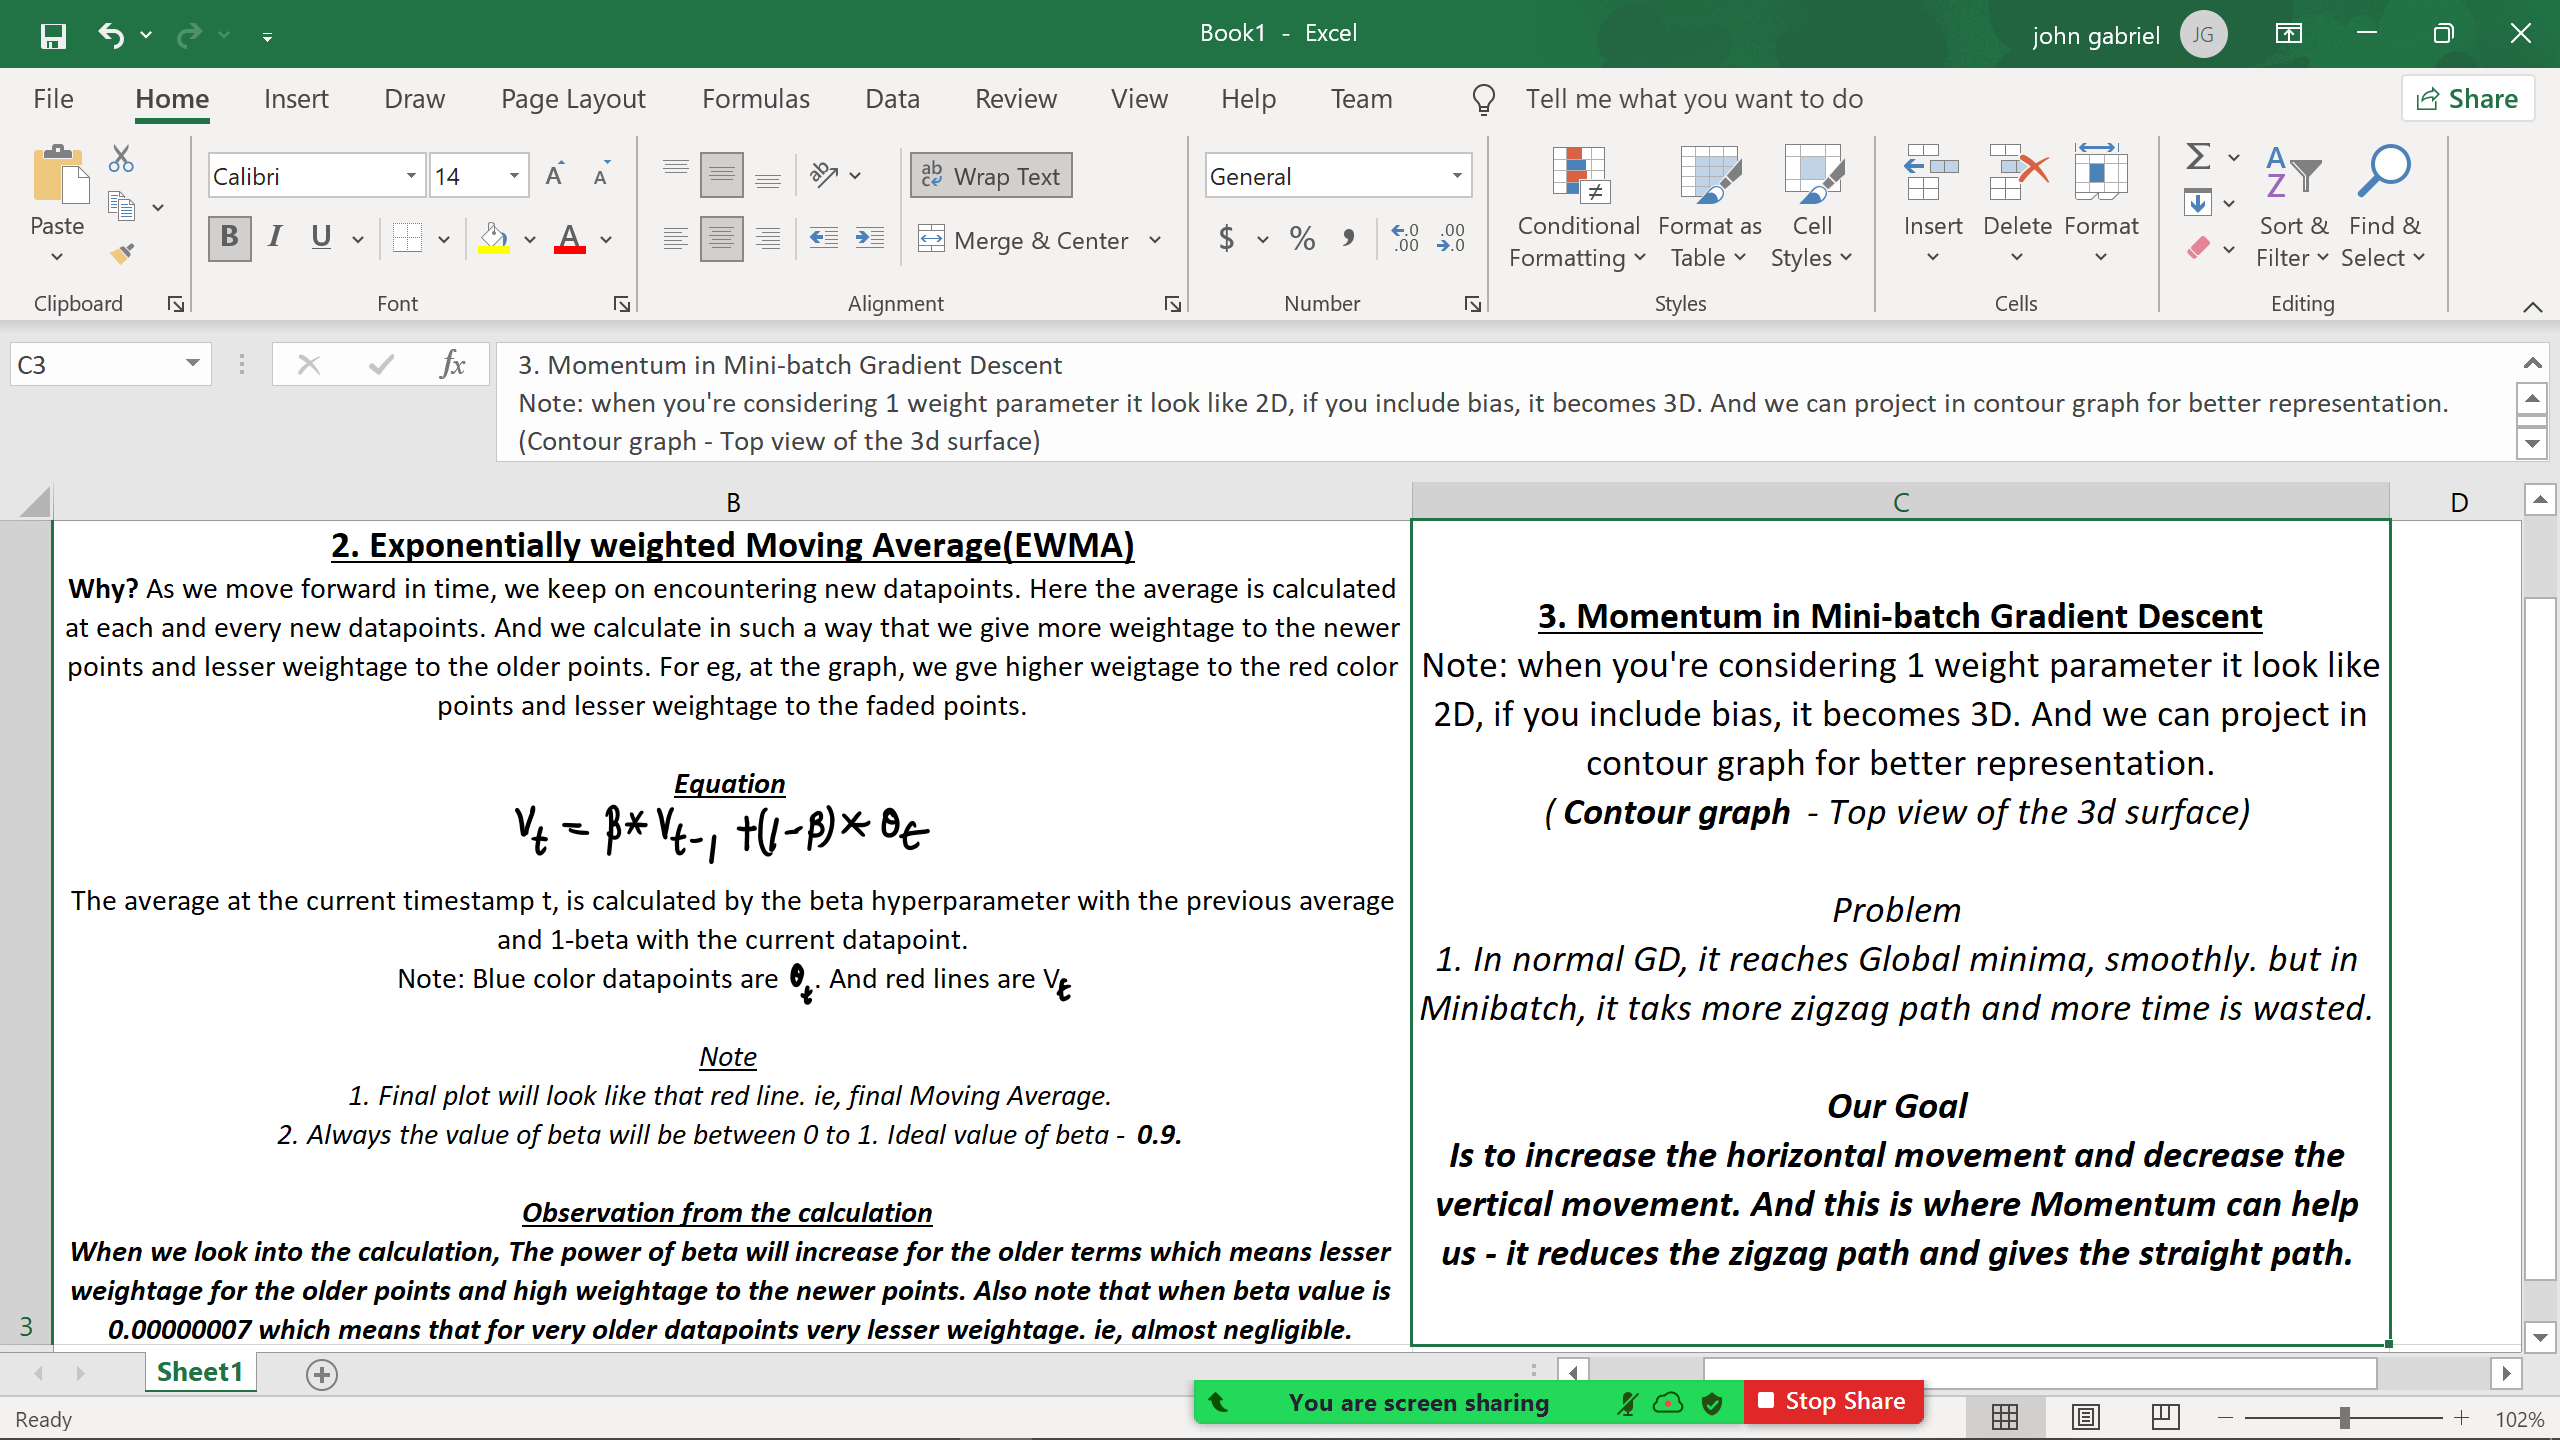 Book1 - Excel
john gabriel JG
File Home Insert Draw Page Layout Formulas Data Review View Help Team Tell me what you want to do Share
Paste
Clipboard
Calibri 14
B I U A
Font
Wrap Text
Merge & Center
Alignment
General
$ % ,
Number
Conditional Formatting
Format as Table
Cell Styles
Styles
Insert Delete Format
Cells
Sort & Filter
Find & Select
Editing
C3 fx
3. Momentum in Mini-batch Gradient Descent
Note: when you're considering 1 weight parameter it look like 2D, if you include bias, it becomes 3D. And we can project in contour graph for better representation.
(Contour graph - Top view of the 3d surface)
B C D
3
2. Exponentially weighted Moving Average(EWMA)
Why? As we move forward in time, we keep on encountering new datapoints. Here the average is calculated
at each and every new datapoints. And we calculate in such a way that we give more weightage to the newer
points and lesser weightage to the older points. For eg, at the graph, we gve higher weigtage to the red color
points and lesser weightage to the faded points.
Equation
Vt = β* Vt-1 +(1-β)* θt
The average at the current timestamp t, is calculated by the beta hyperparameter with the previous average
and 1-beta with the current datapoint.
Note: Blue color datapoints are θt. And red lines are Vt
Note
1. Final plot will look like that red line. ie, final Moving Average.
2. Always the value of beta will be between 0 to 1. Ideal value of beta - 0.9.
Observation from the calculation
When we look into the calculation, The power of beta will increase for the older terms which means lesser
weightage for the older points and high weightage to the newer points. Also note that when beta value is
0.00000007 which means that for very older datapoints very lesser weightage. ie, almost negligible.
3. Momentum in Mini-batch Gradient Descent
Note: when you're considering 1 weight parameter it look like
2D, if you include bias, it becomes 3D. And we can project in
contour graph for better representation.
( Contour graph - Top view of the 3d surface)
Problem
1. In normal GD, it reaches Global minima, smoothly. but in
Minibatch, it taks more zigzag path and more time is wasted.
Our Goal
Is to increase the horizontal movement and decrease the
vertical movement. And this is where Momentum can help
us - it reduces the zigzag path and gives the straight path.
Sheet1
You are screen sharing Stop Share
Ready
102%